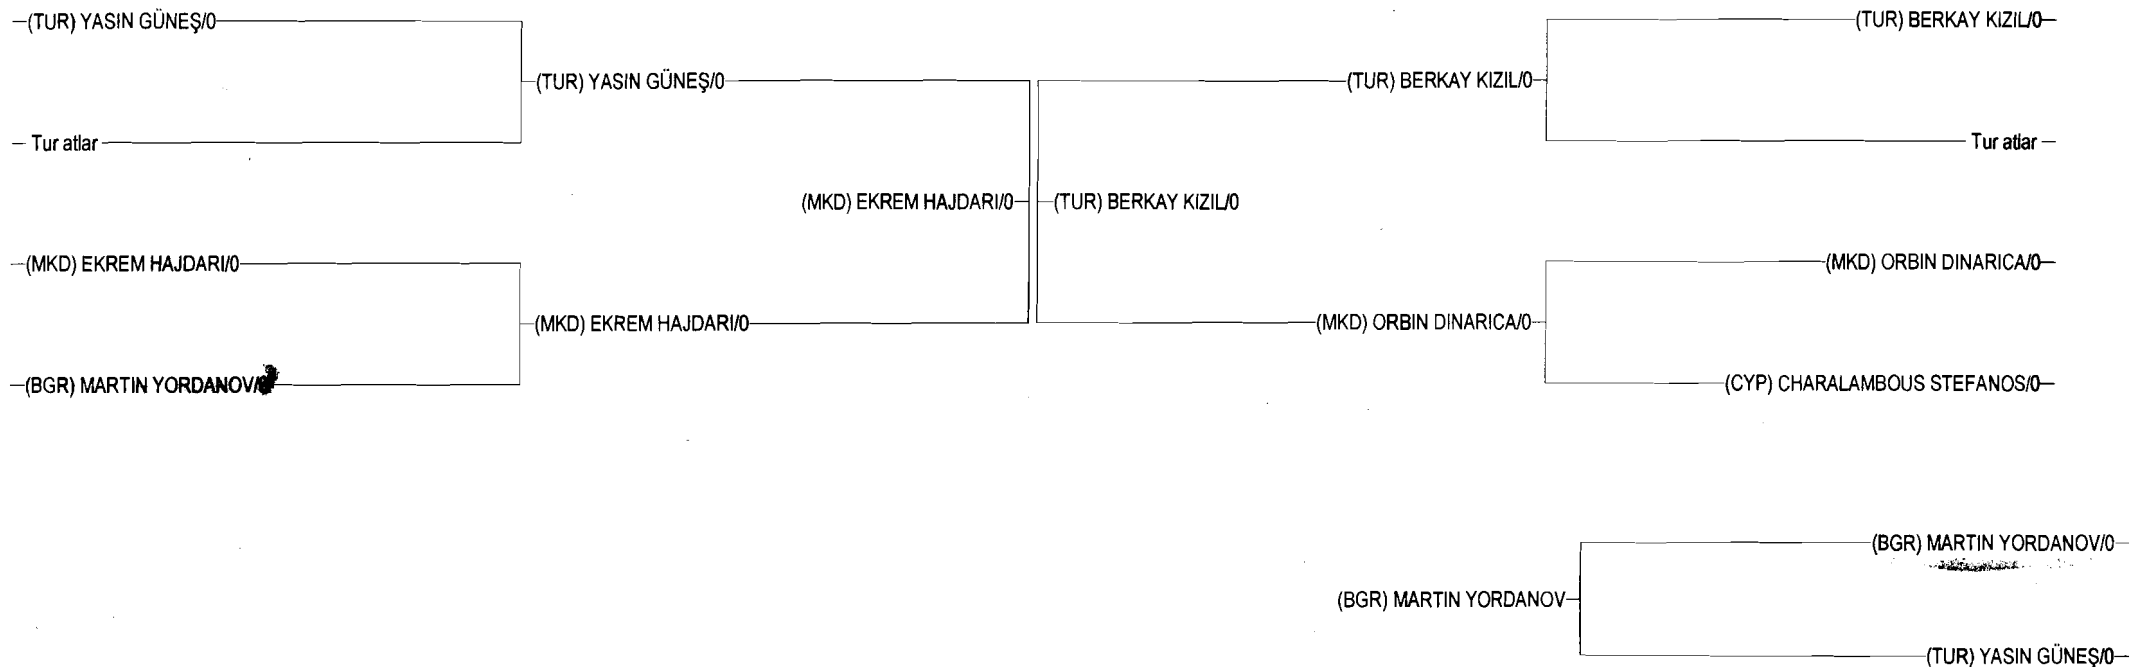 (TUR) YASIN GÜNEŞ/0
(TUR) BERKAY KIZIL/0
(TUR) YASIN GÜNEŞ/0
(TUR) BERKAY KIZIL/0
Tur atlar
Tur atlar
(MKD) EKREM HAJDARI/0
(TUR) BERKAY KIZIL/0
(MKD) EKREM HAJDARI/0
(MKD) ORBIN DINARICA/0
(MKD) EKREM HAJDARI/0
(MKD) ORBIN DINARICA/0
(BGR) MARTIN YORDANOV/0
(CYP) CHARALAMBOUS STEFANOS/0
(BGR) MARTIN YORDANOV/0
(BGR) MARTIN YORDANOV
(TUR) YASIN GÜNEŞ/0